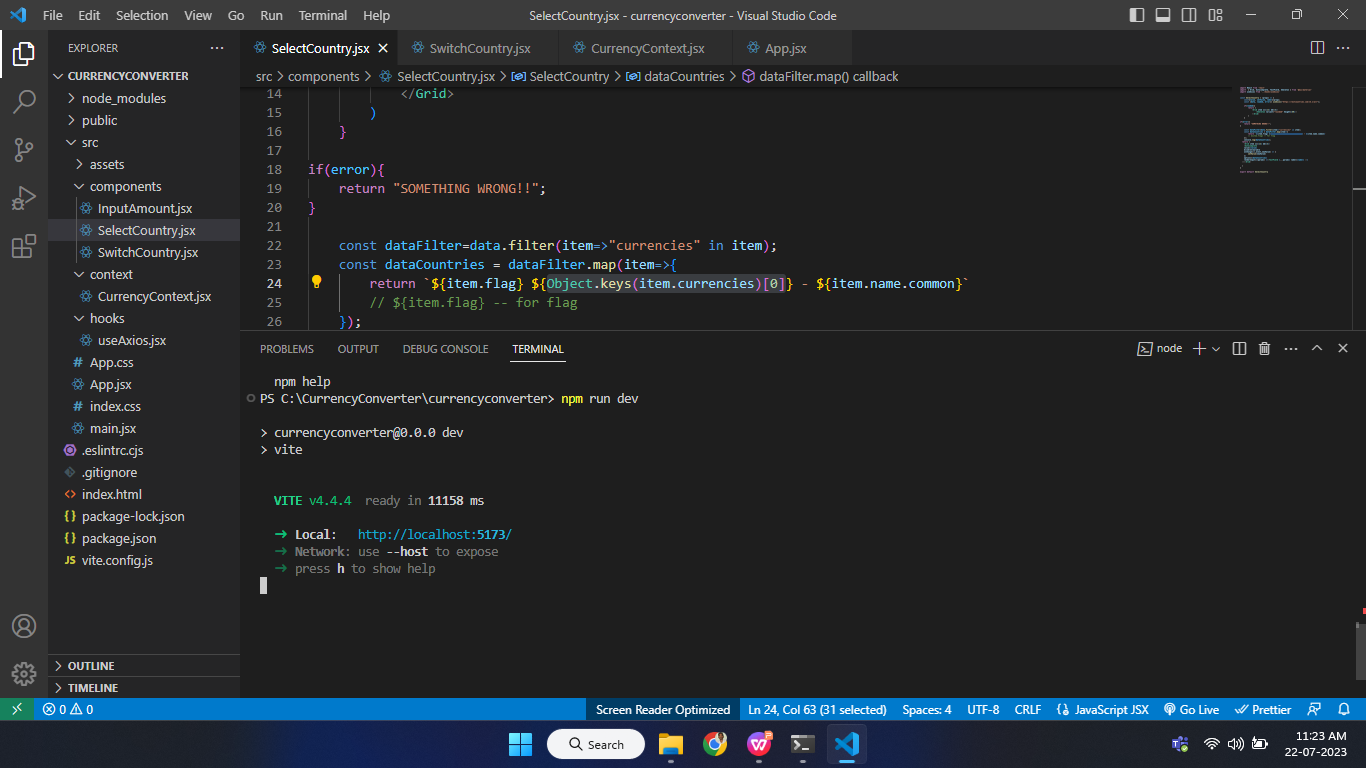 File Edit Selection View Go Run Terminal Help
SelectCountry.jsx - currencyconverter - Visual Studio Code
EXPLORER
CURRENCYCONVERTER
node_modules
public
src
assets
components
InputAmount.jsx
SelectCountry.jsx
SwitchCountry.jsx
context
CurrencyContext.jsx
hooks
useAxios.jsx
# App.css
App.jsx
# index.css
main.jsx
.eslintrc.cjs
.gitignore
<> index.html
{} package-lock.json
{} package.json
JS vite.config.js
OUTLINE
TIMELINE
SelectCountry.jsx SwitchCountry.jsx CurrencyContext.jsx App.jsx
src > components > SelectCountry.jsx > SelectCountry > dataCountries > dataFilter.map() callback
14 </Grid>
15 )
16 }
17
18 if(error){
19 return "SOMETHING WRONG!!";
20 }
21
22 const dataFilter=data.filter(item=>"currencies" in item);
23 const dataCountries = dataFilter.map(item=>{
24 return `${item.flag} ${Object.keys(item.currencies)[0]} - ${item.name.common}`
25 // ${item.flag} -- for flag
26 });
PROBLEMS OUTPUT DEBUG CONSOLE TERMINAL
node
npm help
PS C:\CurrencyConverter\currencyconverter> npm run dev
> currencyconverter@0.0.0 dev
> vite
VITE v4.4.4 ready in 11158 ms
➜ Local: http://localhost:5173/
➜ Network: use --host to expose
➜ press h to show help
0 0
Screen Reader Optimized Ln 24, Col 63 (31 selected) Spaces: 4 UTF-8 CRLF {} JavaScript JSX Go Live Prettier
Search
11:23 AM
22-07-2023